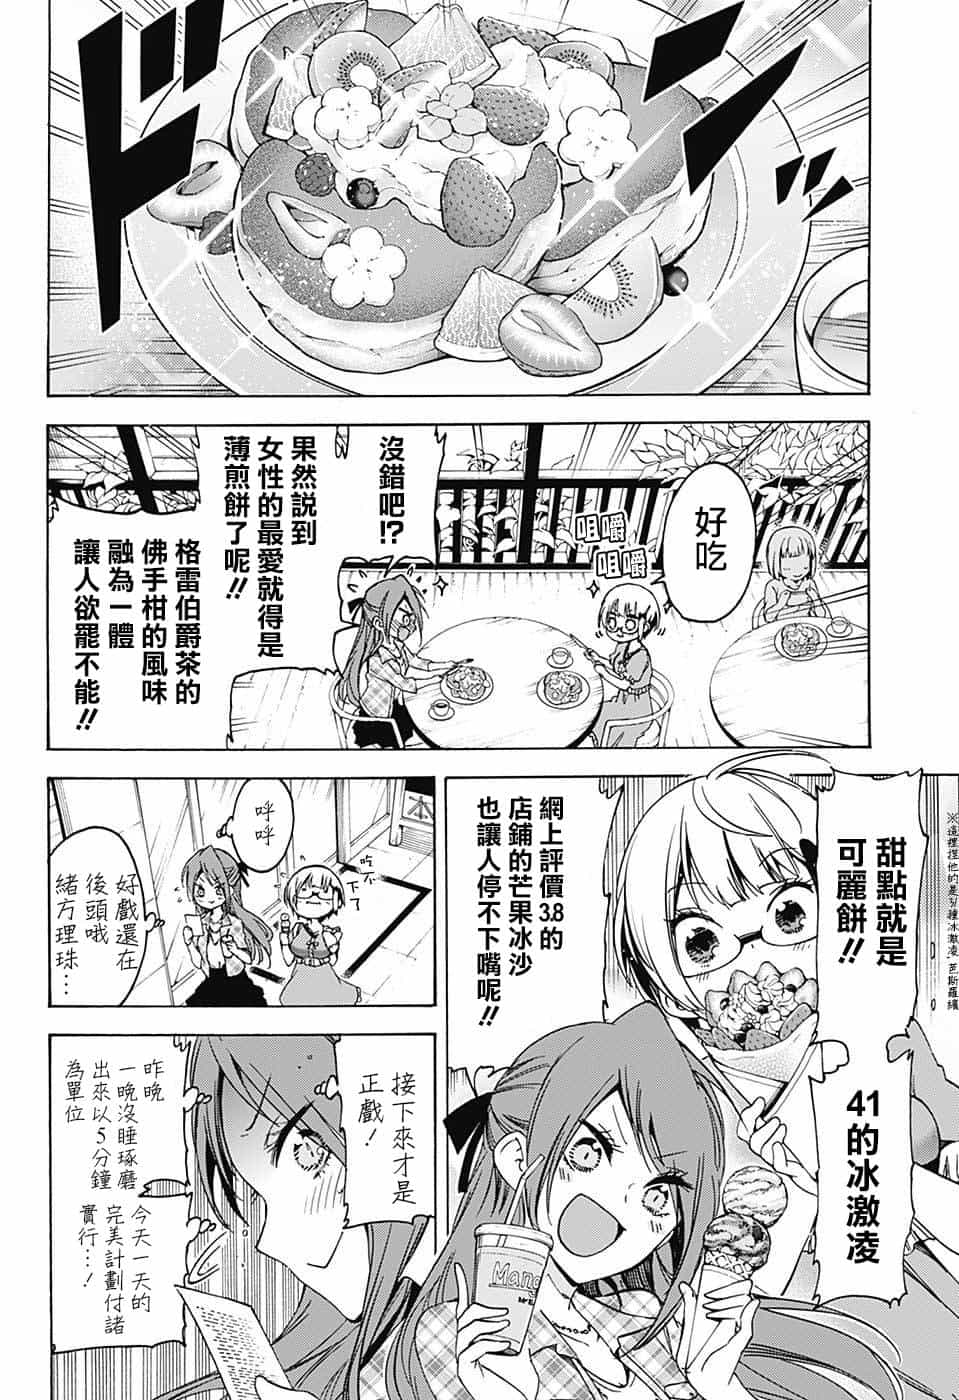 ドドン
好吃
咀嚼
咀嚼
沒錯吧!?
果然説到
女性的最愛就得是
薄煎餅了呢!!
格雷伯爵茶的
佛手柑的風味
融為一體
讓人欲罷不能!!
甜點就是
可麗餅!!
41的冰激凌
網上評價3.8的
店鋪的芒果冰沙
也讓人停不下嘴呢!!
Mang
本
吃不下
呼呼
好戲還在
後頭哦
緒方理珠…
接下來才是
正戲！
昨晚
一晚沒睡琢磨
出來以5分鐘
為單位
今天一天的
完美計劃付諸
實行…！